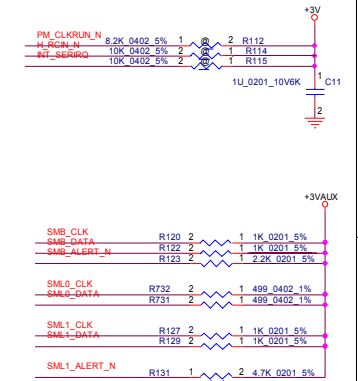 +3V
PM_CLKRUN_N 8.2K_0402_5% 1 @ 2 R112
H_RCIN_N 10K_0402_5% 2 @ 1 R114
INT_SERIRQ 10K_0402_5% 2 @ 1 R115
1U_0201_10V6K 1 C11
2
+3VAUX
SMB_CLK R120 2 1 1K_0201_5%
SMB_DATA R122 2 1 1K_0201_5%
SMB_ALERT_N R123 2 1 2.2K_0201_5%
SML0_CLK R732 2 1 499_0402_1%
SML0_DATA R731 2 1 499_0402_1%
SML1_CLK R127 2 1 1K_0201_5%
SML1_DATA R129 2 1 1K_0201_5%
SML1_ALERT_N R131 1 2 4.7K_0201_5%